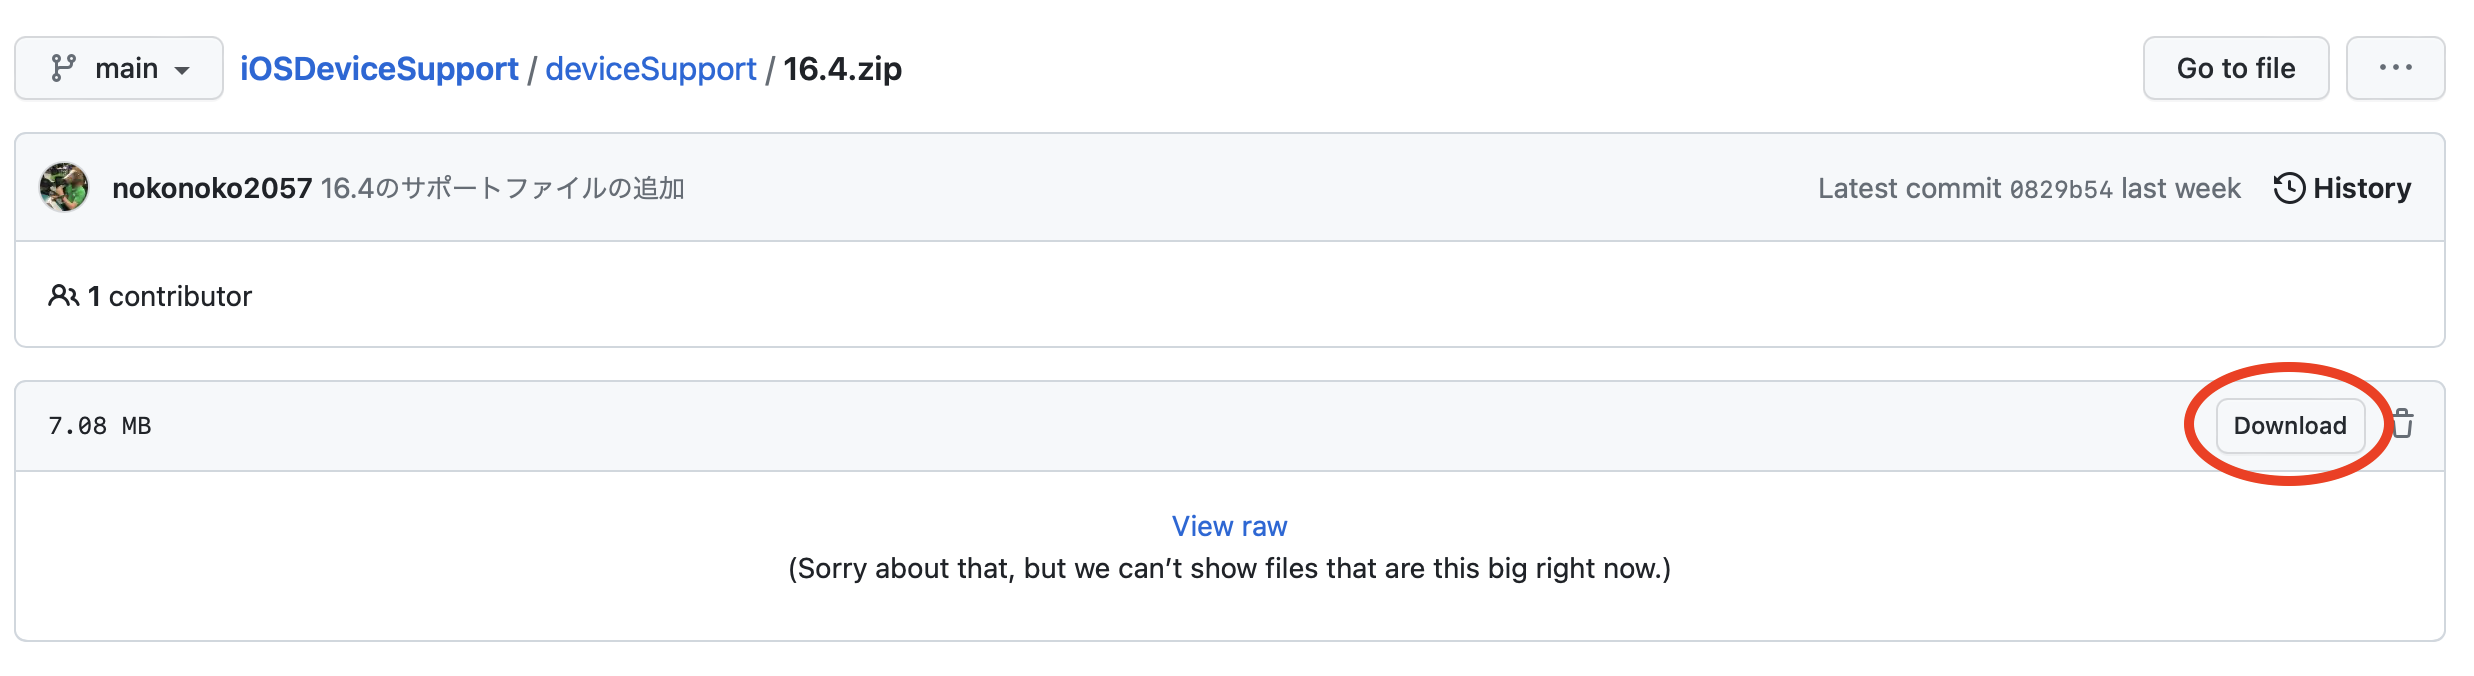 main iOSDeviceSupport / deviceSupport / 16.4.zip Go to file ...
nokonoko2057 16.4のサポートファイルの追加 Latest commit 0829b54 last week History
1 contributor
7.08 MB Download
View raw
(Sorry about that, but we can’t show files that are this big right now.)